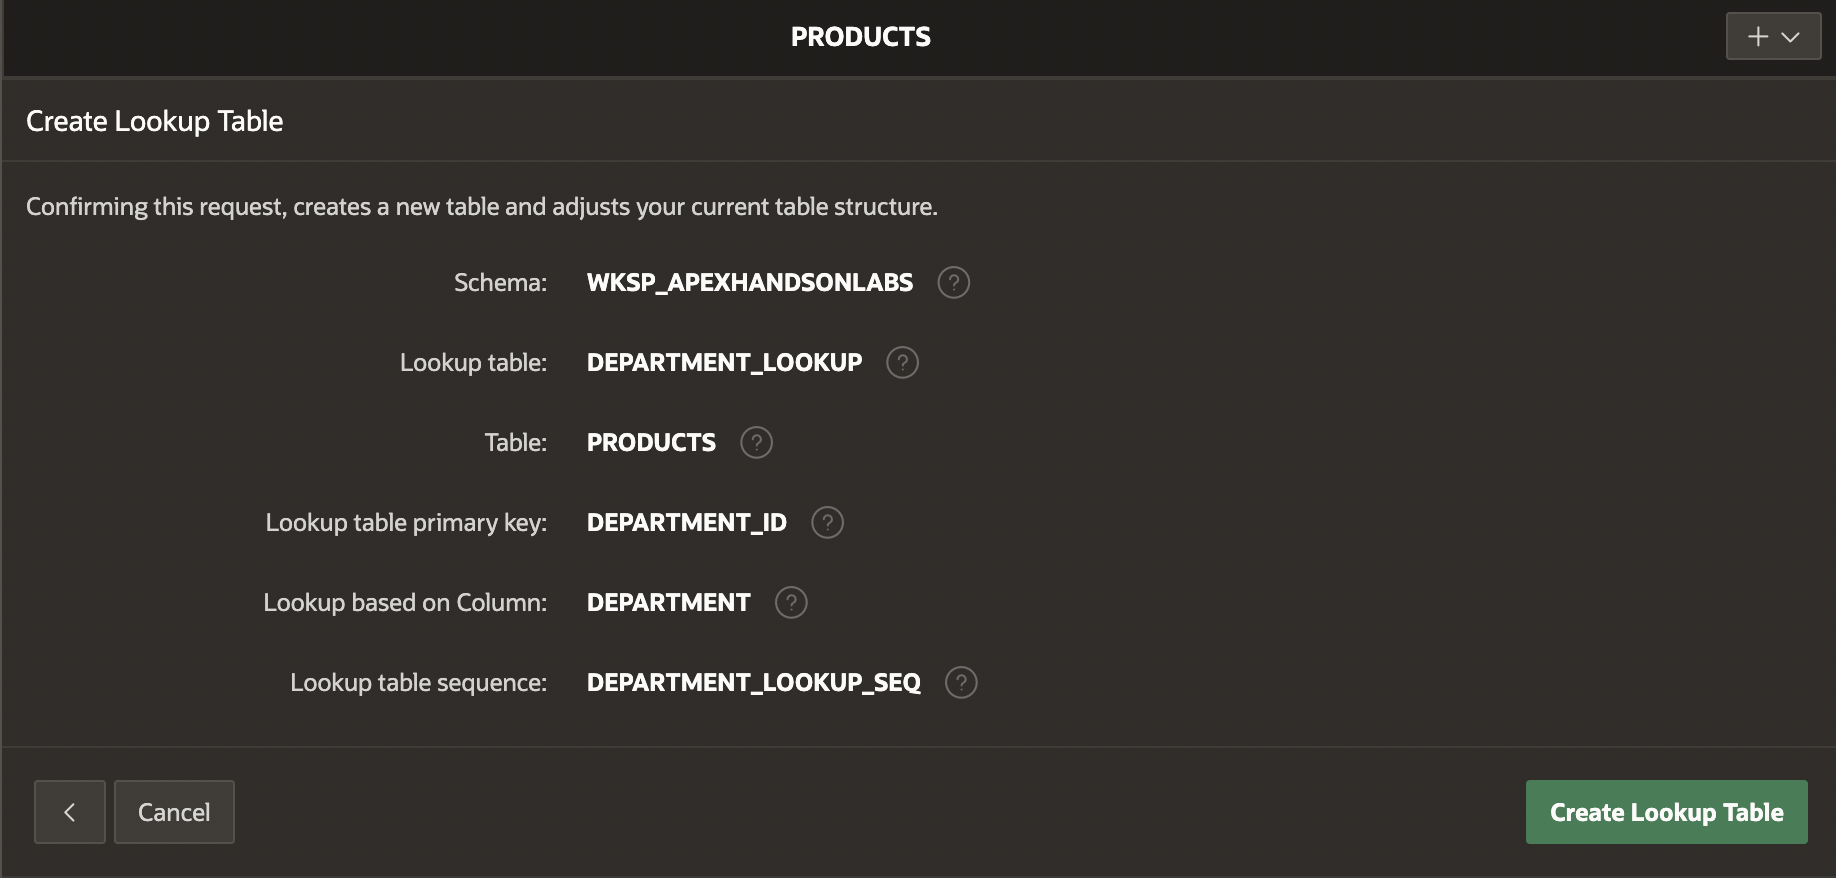 PRODUCTS
Create Lookup Table
Confirming this request, creates a new table and adjusts your current table structure.
Schema: WKSP_APEXHANDSONLABS ?
Lookup table: DEPARTMENT_LOOKUP ?
Table: PRODUCTS ?
Lookup table primary key: DEPARTMENT_ID ?
Lookup based on Column: DEPARTMENT ?
Lookup table sequence: DEPARTMENT_LOOKUP_SEQ ?
Cancel Create Lookup Table